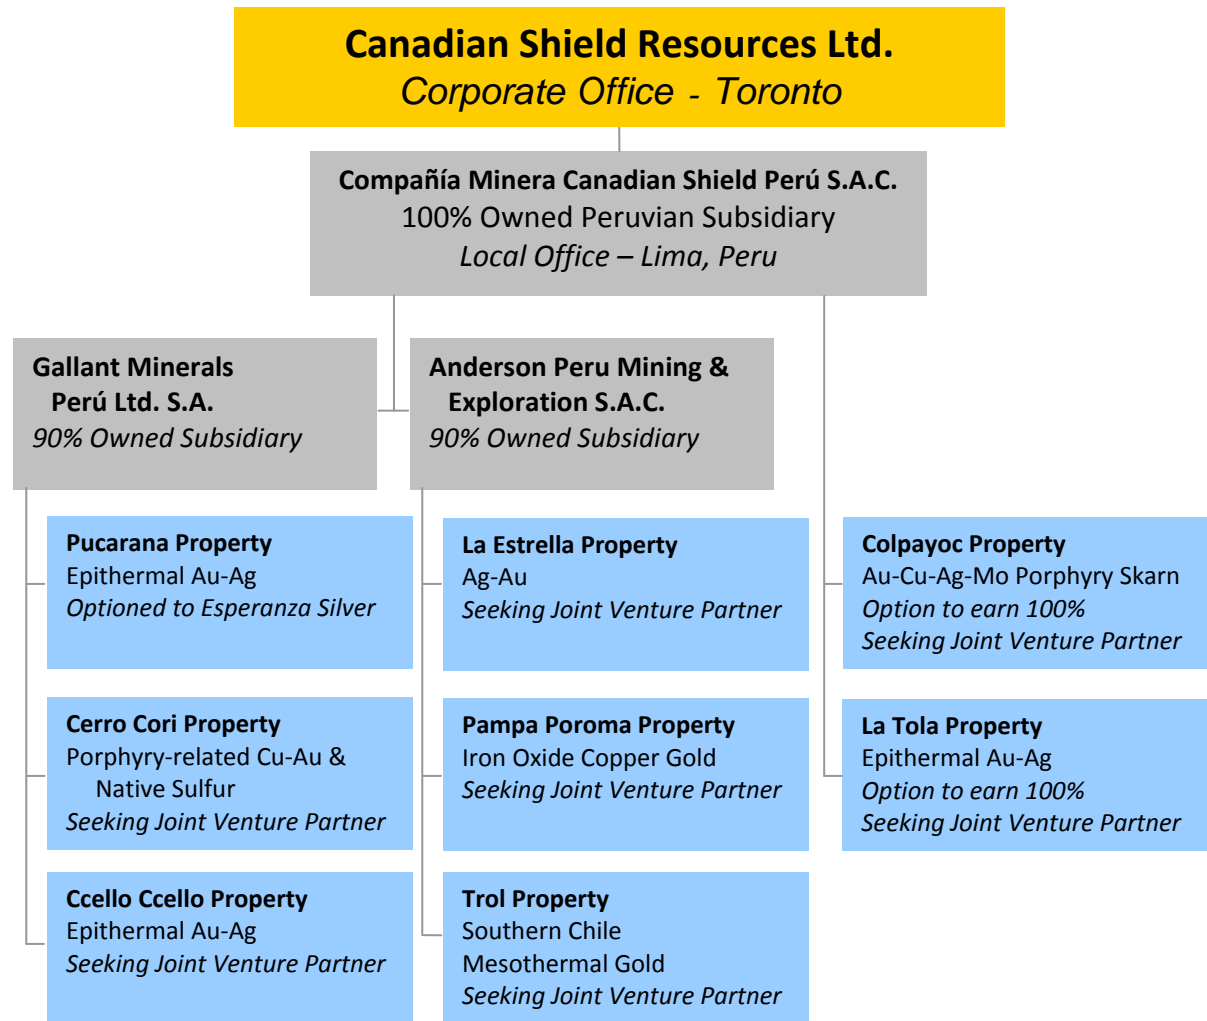 Canadian Shield Resources Ltd.
Corporate Office - Toronto
Compañía Minera Canadian Shield Perú S.A.C.
100% Owned Peruvian Subsidiary
Local Office – Lima, Peru
Gallant Minerals
Perú Ltd. S.A.
90% Owned Subsidiary
Anderson Peru Mining &
Exploration S.A.C.
90% Owned Subsidiary
Pucarana Property
Epithermal Au-Ag
Optioned to Esperanza Silver
La Estrella Property
Ag-Au
Seeking Joint Venture Partner
Colpayoc Property
Au-Cu-Ag-Mo Porphyry Skarn
Option to earn 100%
Seeking Joint Venture Partner
Cerro Cori Property
Porphyry-related Cu-Au &
Native Sulfur
Seeking Joint Venture Partner
Pampa Poroma Property
Iron Oxide Copper Gold
Seeking Joint Venture Partner
La Tola Property
Epithermal Au-Ag
Option to earn 100%
Seeking Joint Venture Partner
Ccello Ccello Property
Epithermal Au-Ag
Seeking Joint Venture Partner
Trol Property
Southern Chile
Mesothermal Gold
Seeking Joint Venture Partner